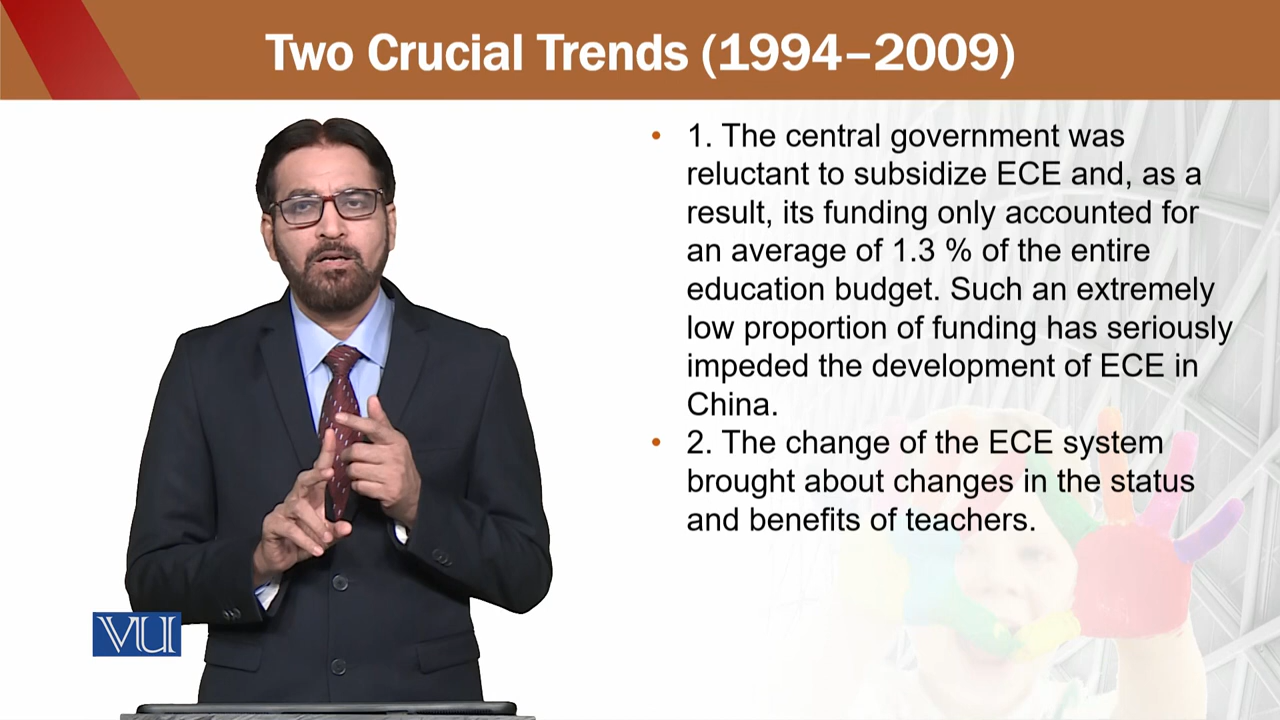 Two Crucial Trends (1994–2009)
• 1. The central government was
reluctant to subsidize ECE and, as a
result, its funding only accounted for
an average of 1.3 % of the entire
education budget. Such an extremely
low proportion of funding has seriously
impeded the development of ECE in
China.
• 2. The change of the ECE system
brought about changes in the status
and benefits of teachers.
VU